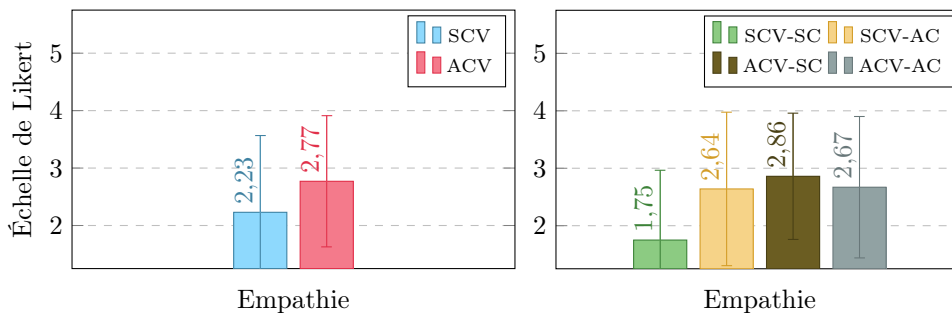 Échelle de Likert
5
4
3
2
SCV
ACV
2,23
2,77
Empathie
SCV-SC SCV-AC
ACV-SC ACV-AC
1,75
2,64
2,86
2,67
5
4
3
2
Empathie